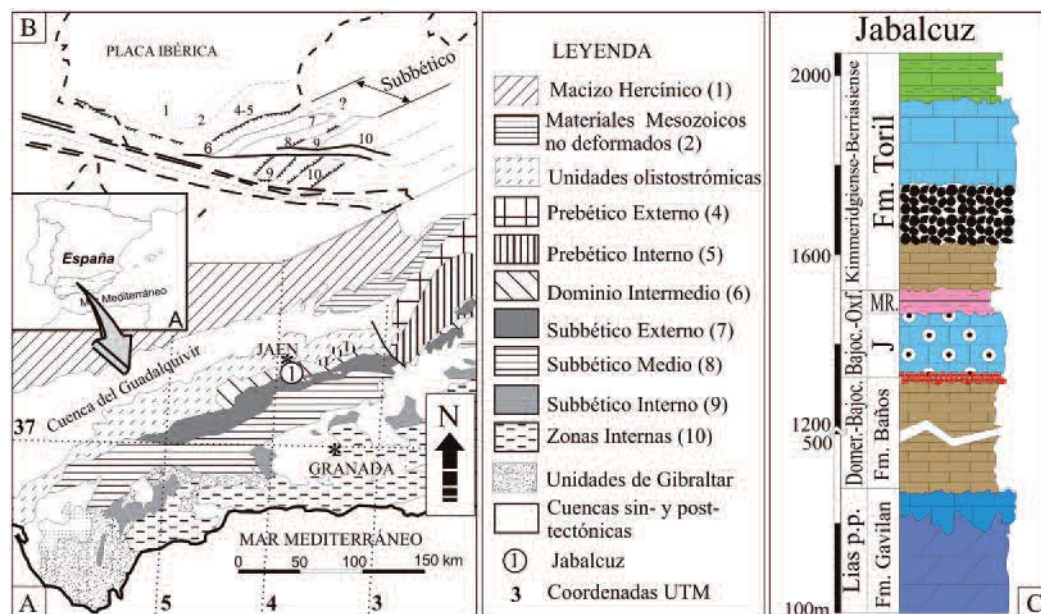 B
PLACA IBÉRICA
Subbético
1
2
4-5
?
7
6
8
9
10
9
10
España
Mediterráneo
A
Cuenca del Guadalquivir
JAÉN
1
37
GRANADA
N
MAR MEDITERRÁNEO
0 50 100 150 km
A
5
4
3
LEYENDA
Macizo Hercínico (1)
Materiales Mesozoicos
no deformados (2)
Unidades olistostrómicas
Prebético Externo (4)
Prebético Interno (5)
Dominio Intermedio (6)
Subbético Externo (7)
Subbético Medio (8)
Subbético Interno (9)
Zonas Internas (10)
Unidades de Gibraltar
Cuencas sin- y post-
tectónicas
1 Jabalcuz
3 Coordenadas UTM
Jabalcuz
2000
1600
1200
500
100m
Kimmeridgiense-Berriasiense
Fm. Toril
Bajoc.-Oxf.
MR.
J
Domer.-Bajoc.
Fm. Baños
Lias p.p.
Fm. Gavilan
C